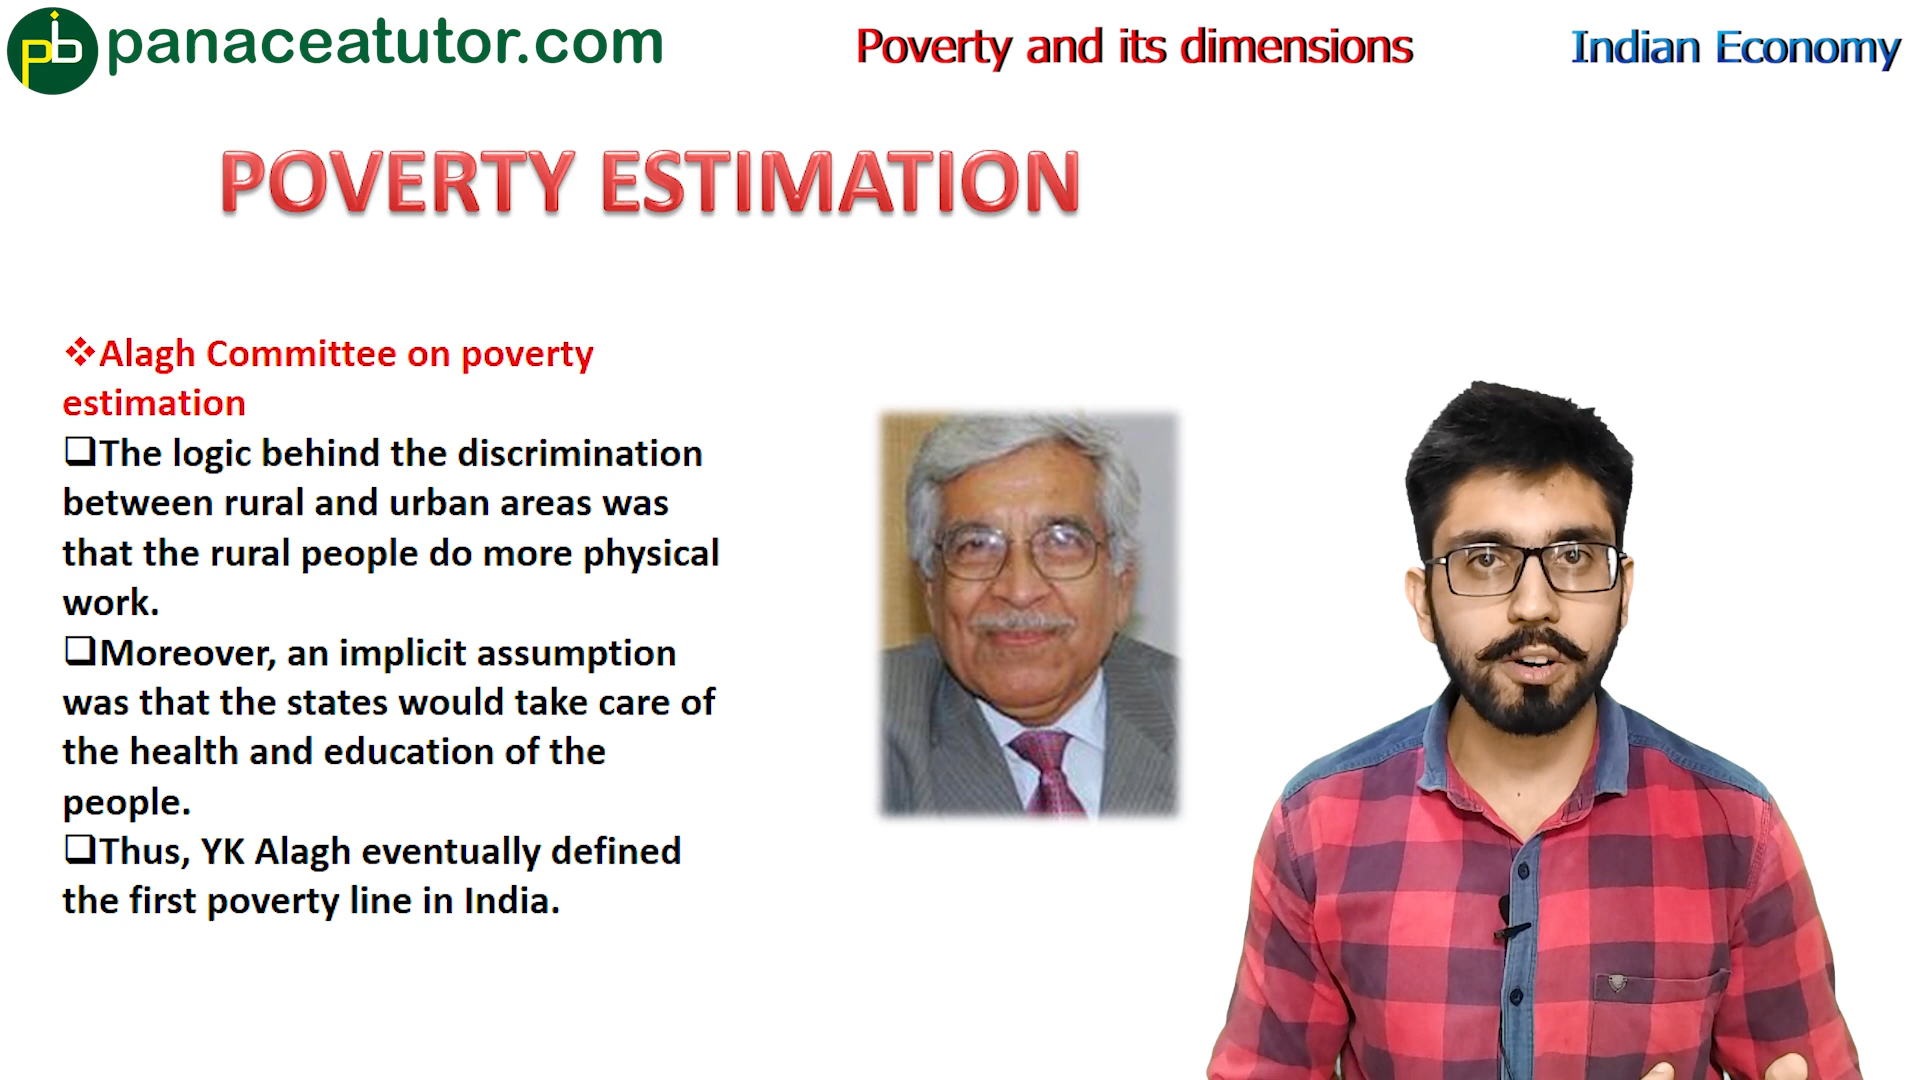 pib panaceatutor.com
Poverty and its dimensions
Indian Economy
POVERTY ESTIMATION
❖Alagh Committee on poverty
estimation
❑The logic behind the discrimination
between rural and urban areas was
that the rural people do more physical
work.
❑Moreover, an implicit assumption
was that the states would take care of
the health and education of the
people.
❑Thus, YK Alagh eventually defined
the first poverty line in India.